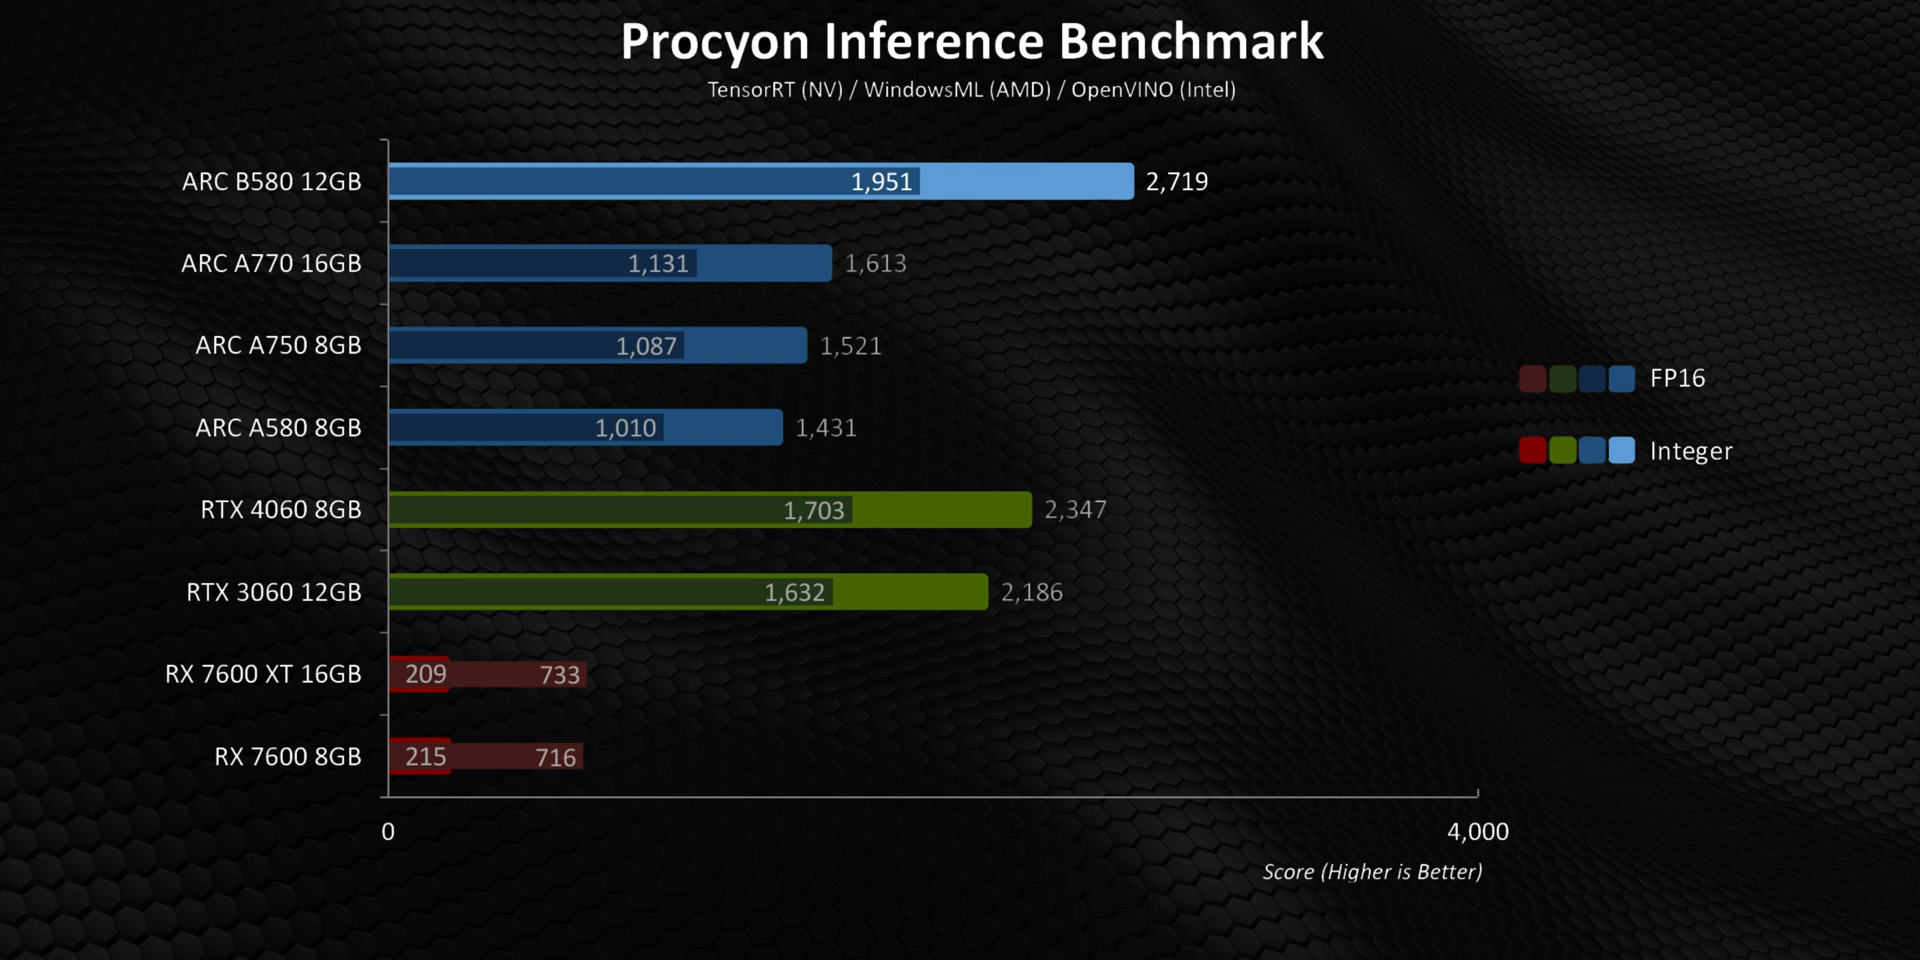 Procyon Inference Benchmark
TensorRT (NV) / WindowsML (AMD) / OpenVINO (Intel)
ARC B580 12GB 1,951 2,719
ARC A770 16GB 1,131 1,613
ARC A750 8GB 1,087 1,521
ARC A580 8GB 1,010 1,431
RTX 4060 8GB 1,703 2,347
RTX 3060 12GB 1,632 2,186
RX 7600 XT 16GB 209 733
RX 7600 8GB 215 716
0 4,000
Score (Higher is Better)
FP16
Integer